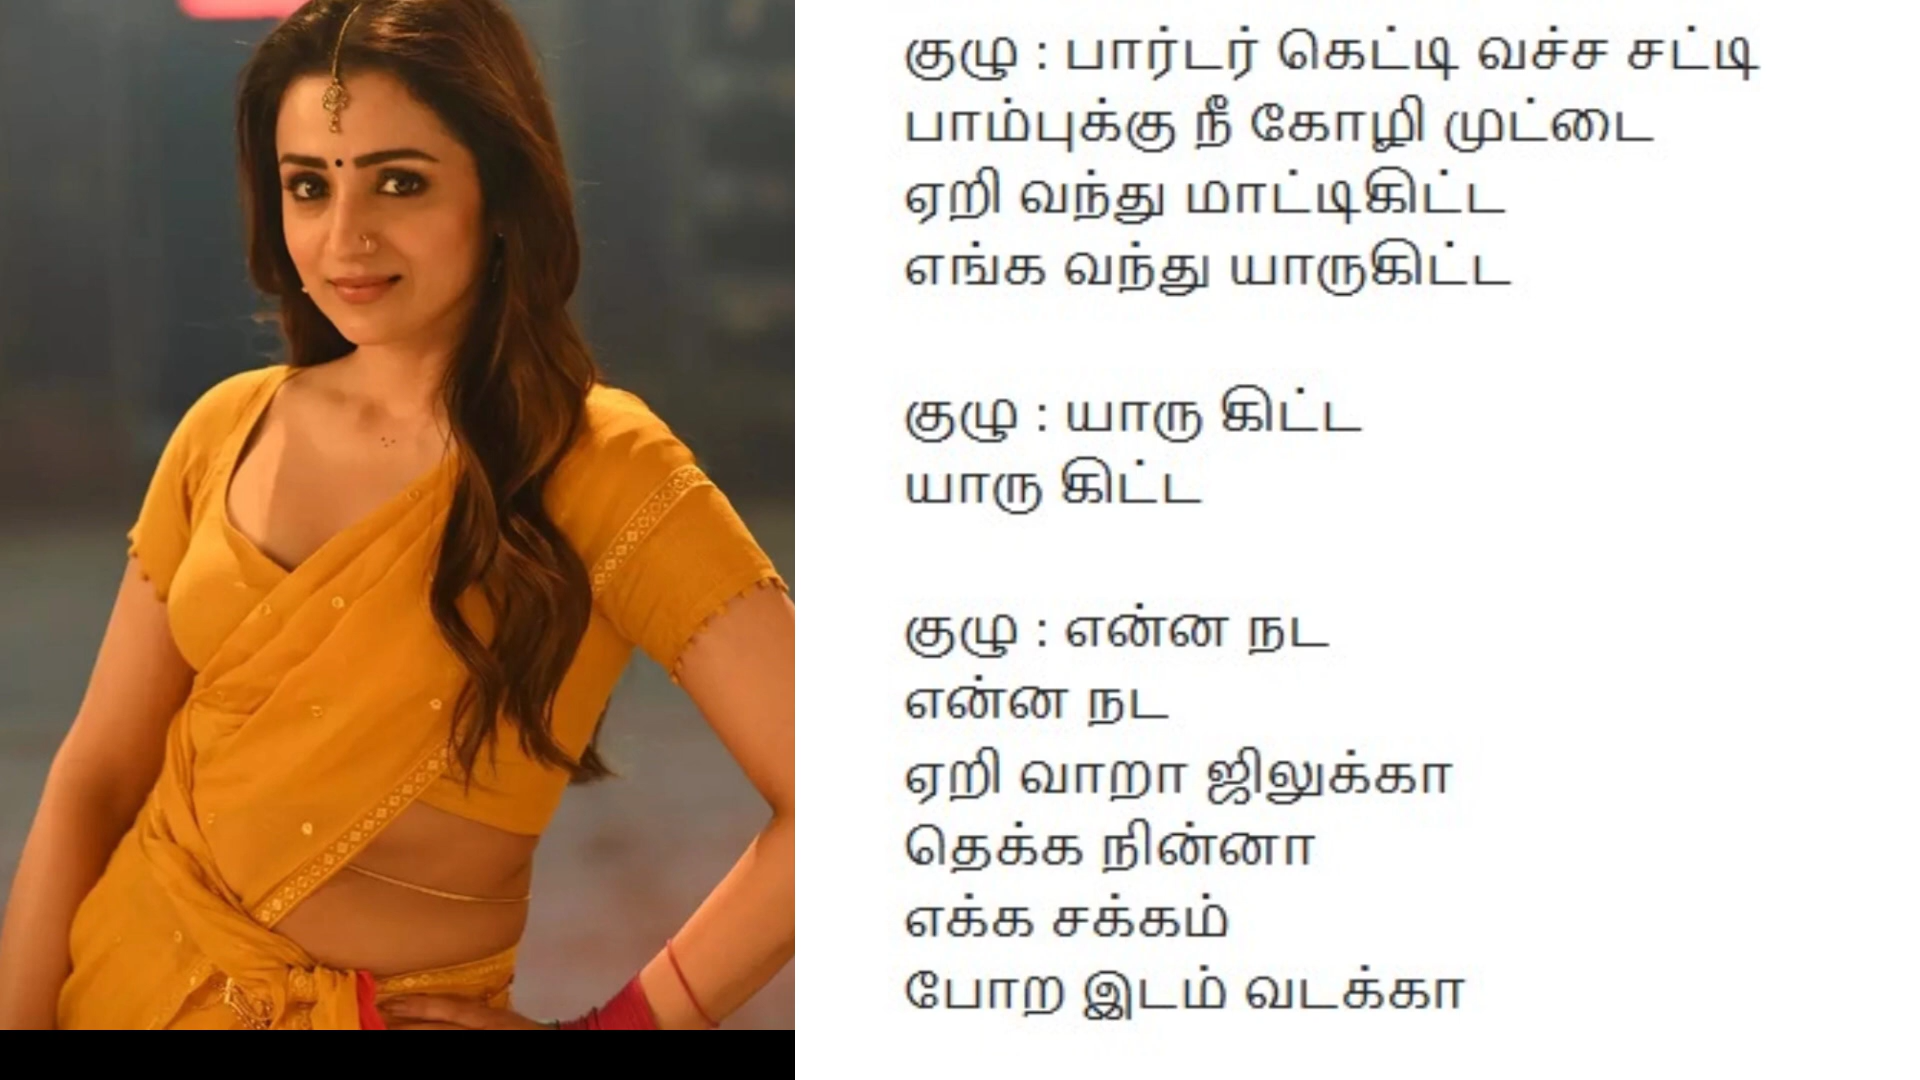 குழு : பார்டர் கெட்டி வச்ச சட்டி
பாம்புக்கு நீ கோழி முட்டை
ஏறி வந்து மாட்டிகிட்ட
எங்க வந்து யாருகிட்ட
குழு : யாரு கிட்ட
யாரு கிட்ட
குழு : என்ன நட
என்ன நட
ஏறி வாறா ஜிலுக்கா
தெக்க நின்னா
எக்க சக்கம்
போற இடம் வடக்கா